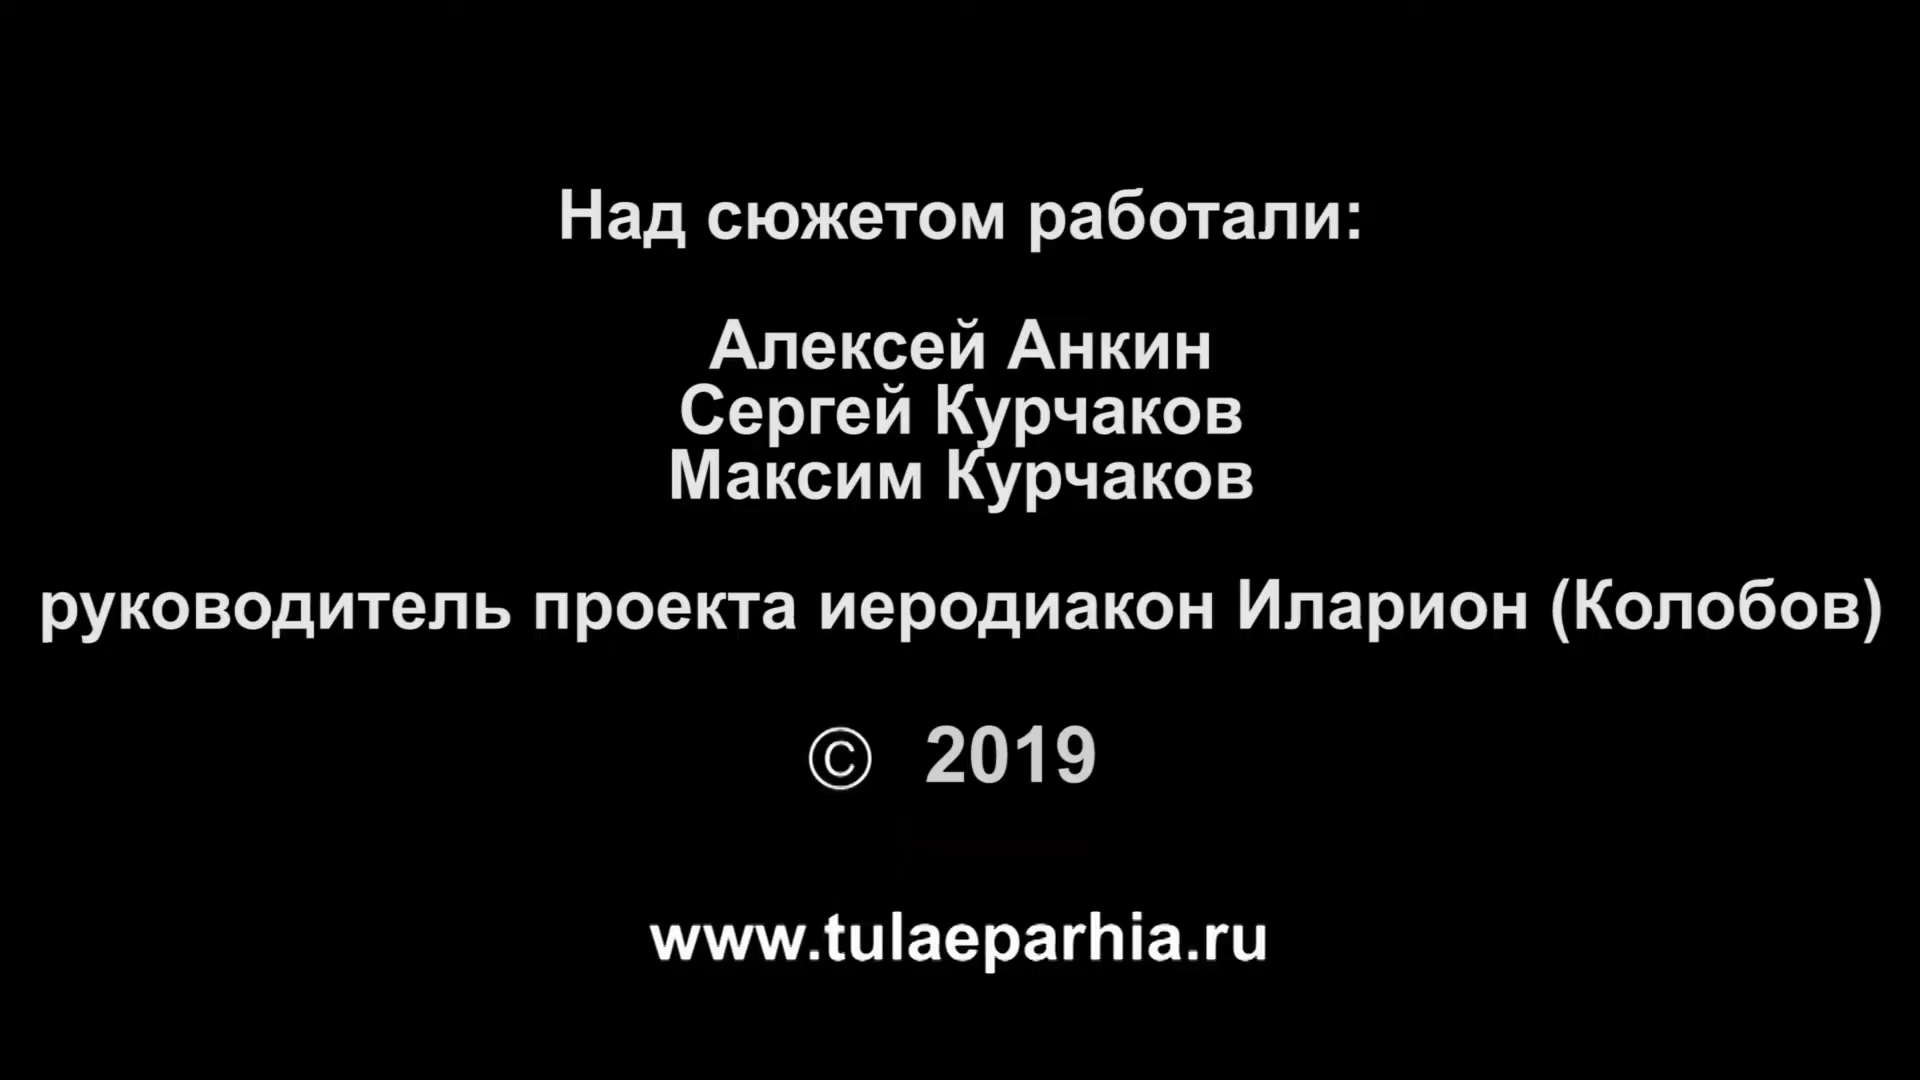 Над сюжетом работали:
Алексей Анкин
Сергей Курчаков
Максим Курчаков
руководитель проекта иеродиакон Иларион (Колобов)
© 2019
www.tulaeparhia.ru